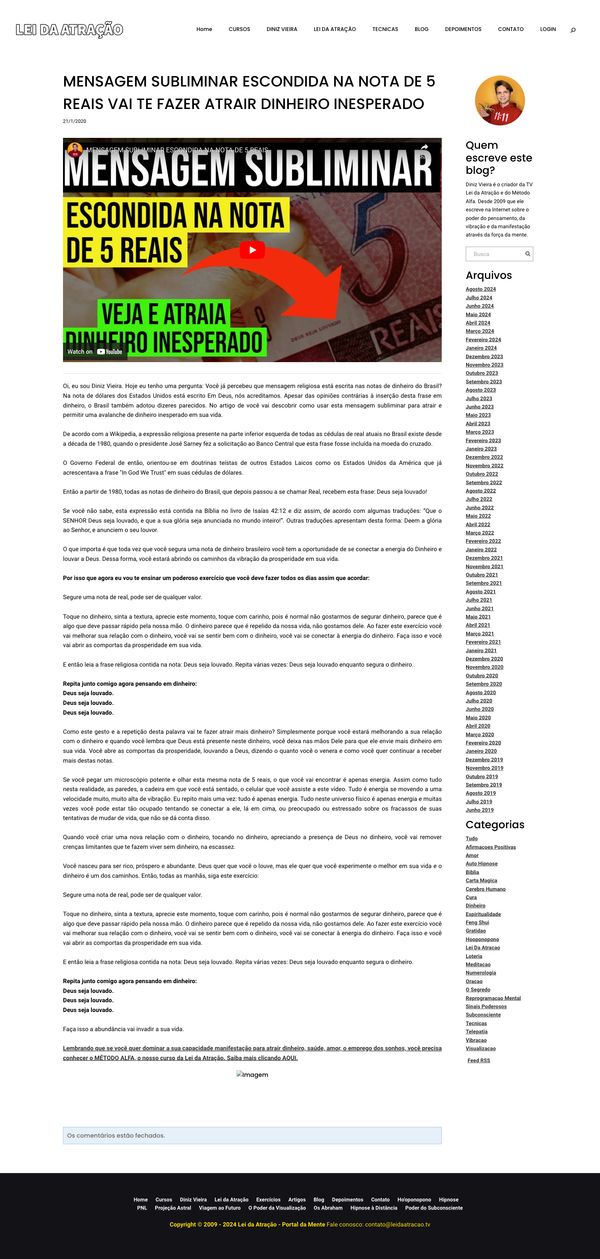 LEI DA ATRAÇÃO
Home CURSOS DINIZ VIEIRA LEI DA ATRAÇÃO TECNICAS BLOG DEPOIMENTOS CONTATO LOGIN
MENSAGEM SUBLIMINAR ESCONDIDA NA NOTA DE 5
REAIS VAI TE FAZER ATRAIR DINHEIRO INESPERADO
21/1/2020
MENSAGEM SUBLIMINAR ESCONDIDA NA NOTA DE 5 REAIS
MENSAGEM SUBLIMINAR
ESCONDIDA NA NOTA
DE 5 REAIS
5
DEUS SEJA LOUVADO
REAIS
VEJA E ATRAIA
DINHEIRO INESPERADO
Watch on YouTube
Oi, eu sou Diniz Vieira. Hoje eu tenho uma pergunta: Você já percebeu que mensagem religiosa está escrita nas notas de dinheiro do Brasil?
Na nota de dólares dos Estados Unidos está escrito Em Deus, nós acreditamos. Apesar das opiniões contrárias à inserção desta frase em
dinheiro, o Brasil também adotou dizeres parecidos. No artigo de você vai descobrir como usar esta mensagem subliminar para atrair e
permitir uma avalanche de dinheiro inesperado em sua vida.
De acordo com a Wikipedia, a expressão religiosa presente na parte inferior esquerda de todas as cédulas de real atuais no Brasil existe desde
a década de 1980, quando o presidente José Sarney fez a solicitação ao Banco Central que esta frase fosse incluída na moeda do cruzado.
O Governo Federal de então, orientou-se em doutrinas teístas de outros Estados Laicos como os Estados Unidos da América que já
acrescentava a frase "In God We Trust" em suas cédulas de dólares.
Então a partir de 1980, todas as notas de dinheiro do Brasil, que depois passou a se chamar Real, recebem esta frase: Deus seja louvado!
Se você não sabe, esta expressão está contida na Bíblia no livro de Isaías 42:12 e diz assim, de acordo com algumas traduções: "Que o
SENHOR Deus seja louvado, e que a sua glória seja anunciada no mundo inteiro!". Outras traduções apresentam desta forma: Deem a glória
ao Senhor, e anunciem o seu louvor.
O que importa é que toda vez que você segura uma nota de dinheiro brasileiro você tem a oportunidade de se conectar a energia do Dinheiro e
louvar a Deus. Dessa forma, você estará abrindo os caminhos da vibração da prosperidade em sua vida.
Por isso que agora eu vou te ensinar um poderoso exercício que você deve fazer todos os dias assim que acordar:
Segure uma nota de real, pode ser de qualquer valor.
Toque no dinheiro, sinta a textura, aprecie este momento, toque com carinho, pois é normal não gostarmos de segurar dinheiro, parece que é
algo que deve passar rápido pela nossa mão. O dinheiro parece que é repelido da nossa vida, não gostamos dele. Ao fazer este exercício você
vai melhorar sua relação com o dinheiro, você vai se sentir bem com o dinheiro, você vai se conectar à energia do dinheiro. Faça isso e você
vai abrir as comportas da prosperidade em sua vida.
E então leia a frase religiosa contida na nota: Deus seja louvado. Repita várias vezes: Deus seja louvado enquanto segura o dinheiro.
Repita junto comigo agora pensando em dinheiro:
Deus seja louvado.
Deus seja louvado.
Deus seja louvado.
Como este gesto e a repetição desta palavra vai te fazer atrair mais dinheiro? Simplesmente porque você estará melhorando a sua relação
com o dinheiro e quando você lembra que Deus está presente neste dinheiro, você deixa nas mãos Dele para que ele envie mais dinheiro em
sua vida. Você abre as comportas da prosperidade, louvando a Deus, dizendo o quanto você o venera e como você quer continuar a receber
mais destas notas.
Se você pegar um microscópio potente e olhar esta mesma nota de 5 reais, o que você vai encontrar é apenas energia. Assim como tudo
nesta realidade, as paredes, a cadeira em que você está sentado, o celular que você assiste a este vídeo. Tudo é energia se movendo a uma
velocidade muito, muito alta de vibração. Eu repito mais uma vez: tudo é apenas energia. Tudo neste universo físico é apenas energia e muitas
vezes você pode estar tão ocupado tentando se conectar a ele, lá em cima, ou preocupado ou estressado sobre os fracassos de suas
tentativas de mudar de vida, que não se dá conta disso.
Quando você criar uma nova relação com o dinheiro, tocando no dinheiro, apreciando a presença de Deus no dinheiro, você vai remover
crenças limitantes que te fazem viver sem dinheiro, na escassez.
Você nasceu para ser rico, próspero e abundante. Deus quer que você o louve, mas ele quer que você experimente o melhor em sua vida e o
dinheiro é um dos caminhos. Então, todas as manhãs, siga este exercício:
Segure uma nota de real, pode ser de qualquer valor.
Toque no dinheiro, sinta a textura, aprecie este momento, toque com carinho, pois é normal não gostarmos de segurar dinheiro, parece que é
algo que deve passar rápido pela nossa mão. O dinheiro parece que é repelido da nossa vida, não gostamos dele. Ao fazer este exercício você
vai melhorar sua relação com o dinheiro, você vai se sentir bem com o dinheiro, você vai se conectar à energia do dinheiro. Faça isso e você
vai abrir as comportas da prosperidade em sua vida.
E então leia a frase religiosa contida na nota: Deus seja louvado. Repita várias vezes: Deus seja louvado enquanto segura o dinheiro.
Repita junto comigo agora pensando em dinheiro:
Deus seja louvado.
Deus seja louvado.
Deus seja louvado.
Faça isso a abundância vai invadir a sua vida.
Lembrando que se você quer dominar a sua capacidade manifestação para atrair dinheiro, saúde, amor, o emprego dos sonhos, você precisa
conhecer o MÉTODO ALFA, o nosso curso da Lei da Atração. Saiba mais clicando AQUI.
Imagem
Os comentários estão fechados.
11:11
Quem
escreve este
blog?
Diniz Vieira é o criador da TV
Lei da Atração e do Método
Alfa. Desde 2009 que ele
escreve na Internet sobre o
poder do pensamento, da
vibração e da manifestação
através da força da mente.
Busca
Arquivos
Agosto 2024
Julho 2024
Junho 2024
Maio 2024
Abril 2024
Março 2024
Fevereiro 2024
Janeiro 2024
Dezembro 2023
Novembro 2023
Outubro 2023
Setembro 2023
Agosto 2023
Julho 2023
Junho 2023
Maio 2023
Abril 2023
Março 2023
Fevereiro 2023
Janeiro 2023
Dezembro 2022
Novembro 2022
Outubro 2022
Setembro 2022
Agosto 2022
Julho 2022
Junho 2022
Maio 2022
Abril 2022
Março 2022
Fevereiro 2022
Janeiro 2022
Dezembro 2021
Novembro 2021
Outubro 2021
Setembro 2021
Agosto 2021
Julho 2021
Junho 2021
Maio 2021
Abril 2021
Março 2021
Fevereiro 2021
Janeiro 2021
Dezembro 2020
Novembro 2020
Outubro 2020
Setembro 2020
Agosto 2020
Julho 2020
Junho 2020
Maio 2020
Abril 2020
Março 2020
Fevereiro 2020
Janeiro 2020
Dezembro 2019
Novembro 2019
Outubro 2019
Setembro 2019
Agosto 2019
Julho 2019
Junho 2019
Categorias
Tudo
Afirmacoes Positivas
Amor
Auto Hipnose
Bíblia
Carta Magica
Cerebro Humano
Cura
Dinheiro
Espiritualidade
Feng Shui
Gratidao
Hooponopono
Lei Da Atracao
Loteria
Meditacao
Numerologia
Oracao
O Segredo
Reprogramacao Mental
Sinais Poderosos
Subconsciente
Tecnicas
Telepatia
Vibracao
Visualizacao
Feed RSS
Home Cursos Diniz Vieira Lei da Atração Exercícios Artigos Blog Depoimentos Contato Ho'oponopono Hipnose
PNL Projeção Astral Viagem ao Futuro O Poder da Visualização Os Abraham Hipnose à Distância Poder do Subconsciente
Copyright © 2009 - 2024 Lei da Atração - Portal da Mente Fale conosco: contato@leidaatracao.tv